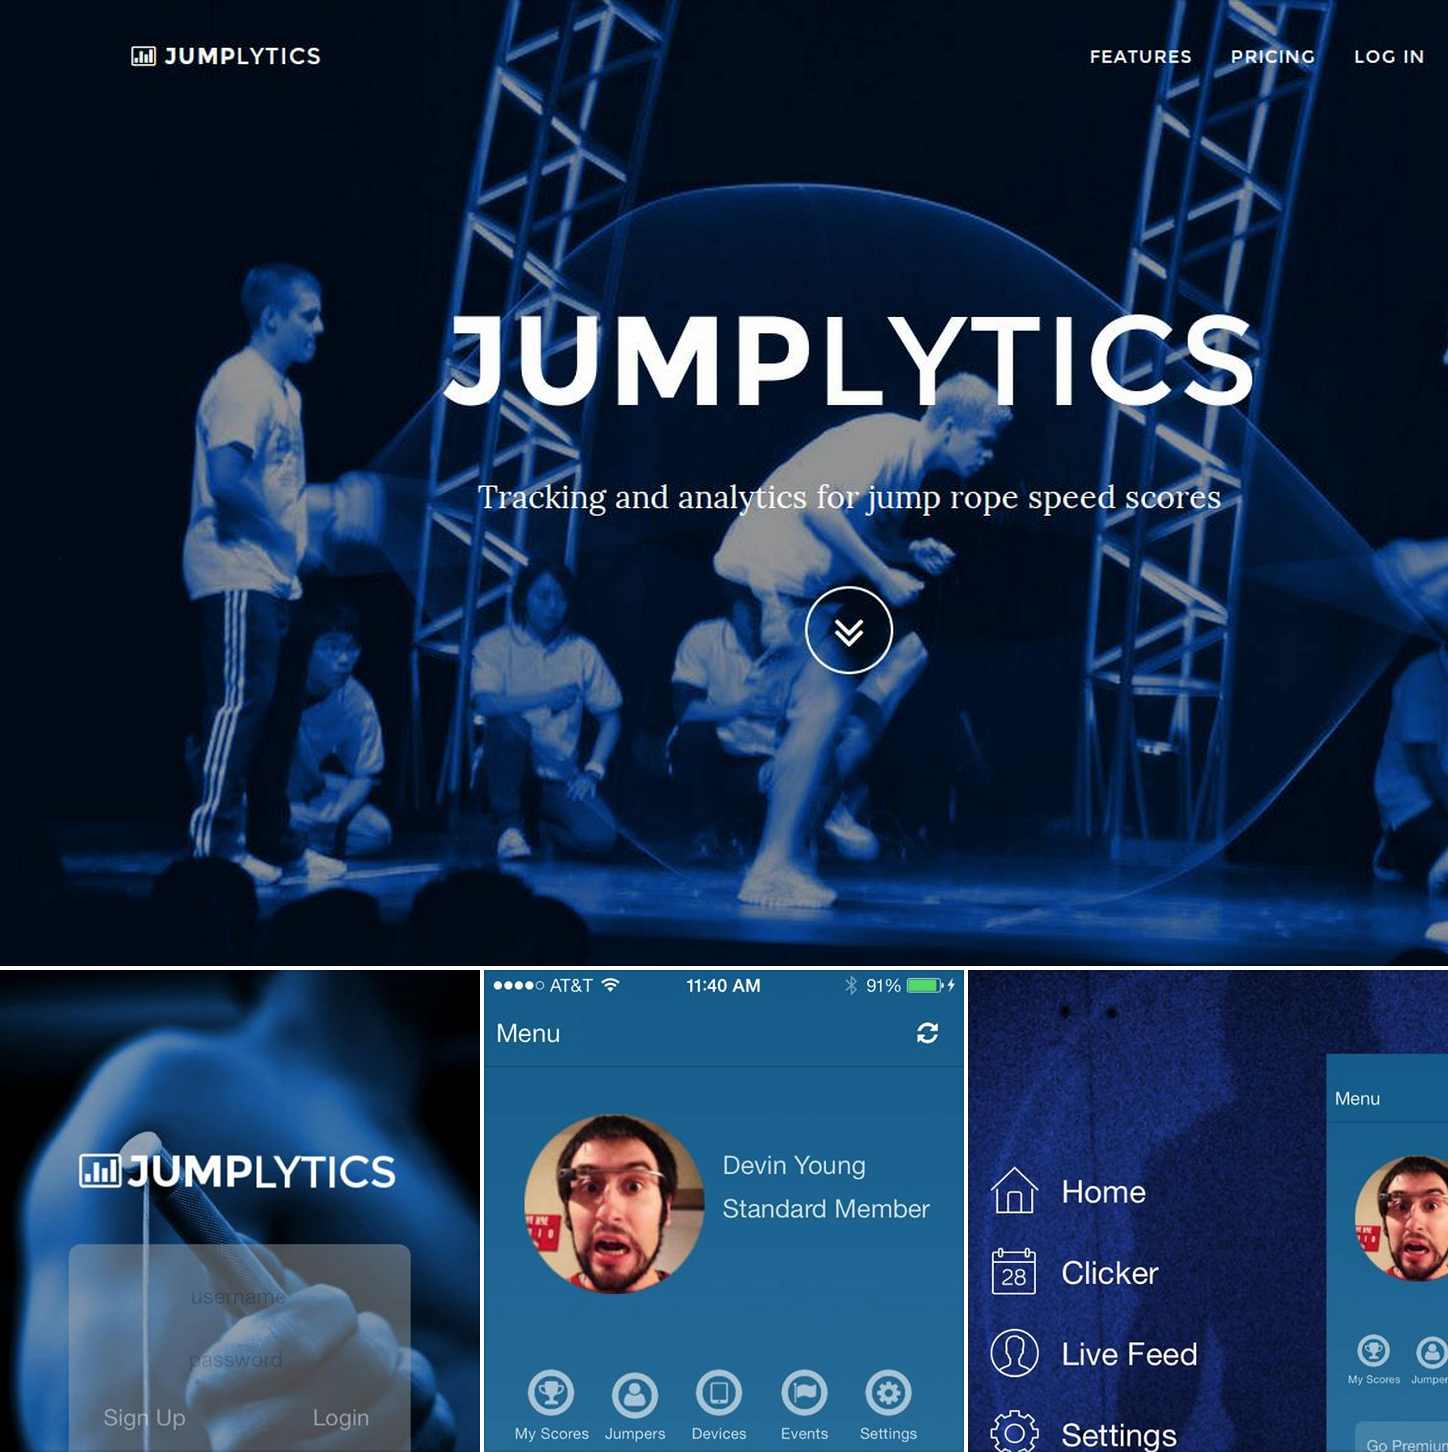 JUMPLYTICS
FEATURES PRICING LOG IN
JUMPLYTICS
Tracking and analytics for jump rope speed scores
JUMPLYTICS
username
password
Sign Up Login
AT&T 11:40 AM 91%
Menu
Devin Young
Standard Member
My Scores Jumpers Devices Events Settings
Menu
Home
28 Clicker
Live Feed
Settings
My Scores Jumper
Go Premiu